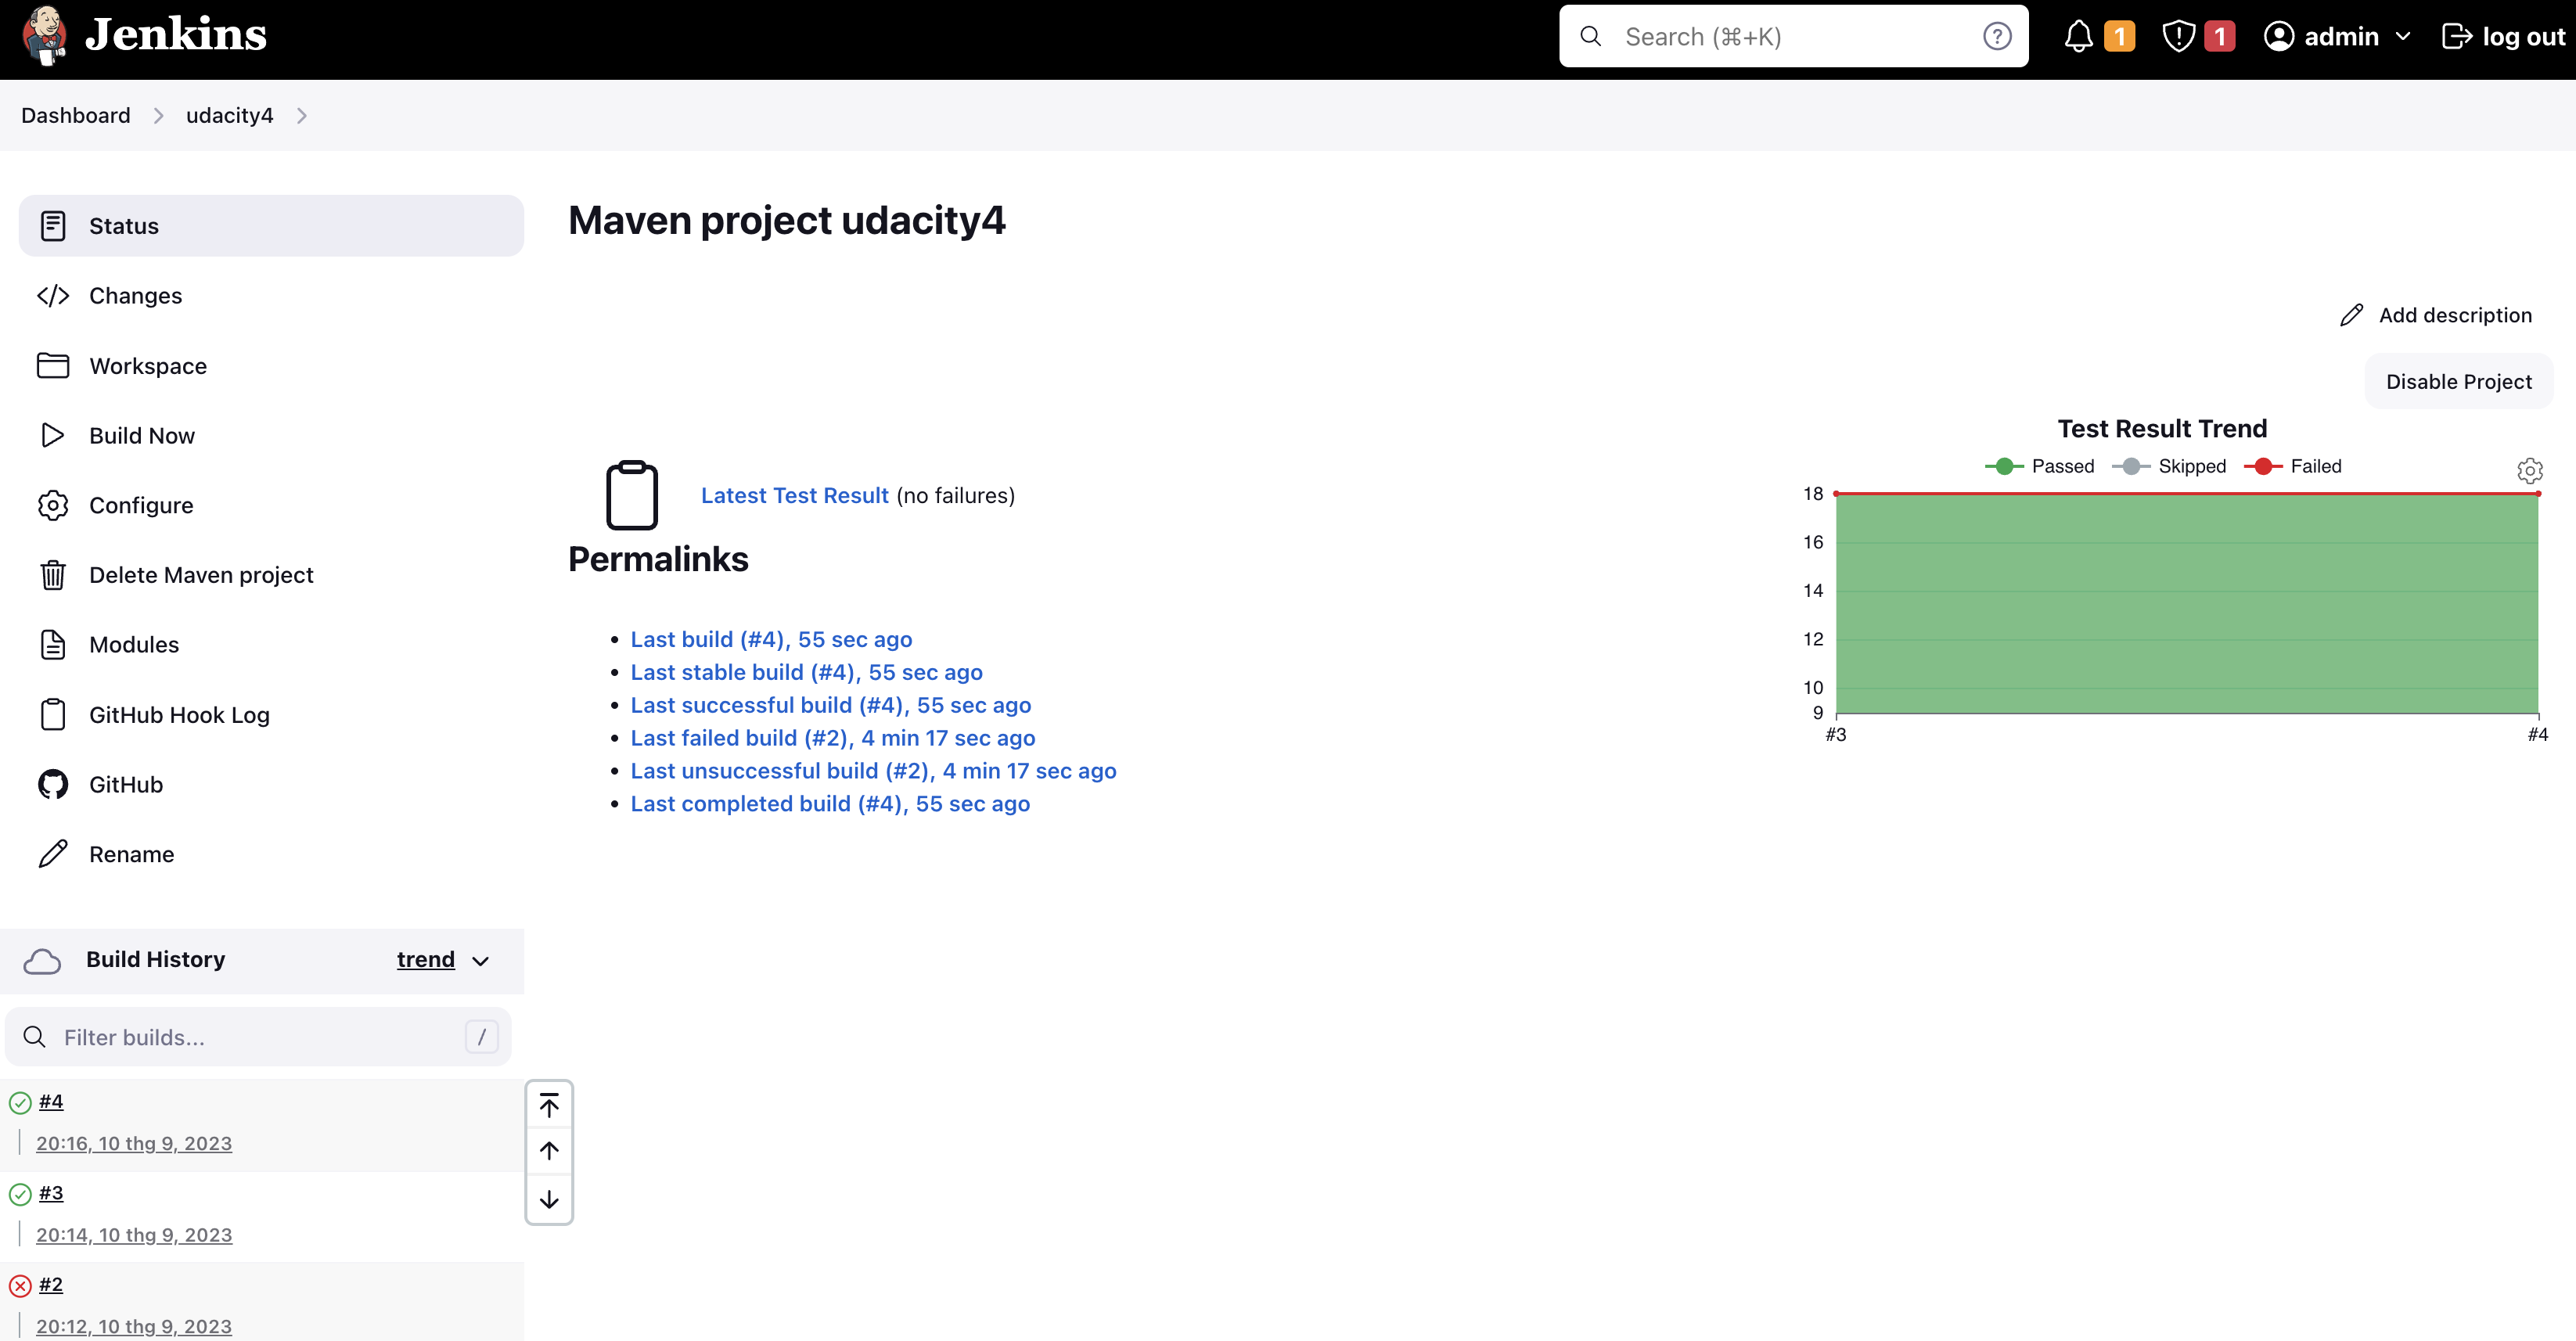 Jenkins
Search (⌘+K)
?
1
1
admin
log out
Dashboard
udacity4
Status
Changes
Workspace
Build Now
Configure
Delete Maven project
Modules
GitHub Hook Log
GitHub
Rename
Build History
trend
Filter builds...
/
#4
20:16, 10 thg 9, 2023
#3
20:14, 10 thg 9, 2023
#2
20:12, 10 thg 9, 2023
Maven project udacity4
Add description
Disable Project
Latest Test Result (no failures)
Permalinks
Last build (#4), 55 sec ago
Last stable build (#4), 55 sec ago
Last successful build (#4), 55 sec ago
Last failed build (#2), 4 min 17 sec ago
Last unsuccessful build (#2), 4 min 17 sec ago
Last completed build (#4), 55 sec ago
Test Result Trend
Passed
Skipped
Failed
18
16
14
12
10
9
#3
#4